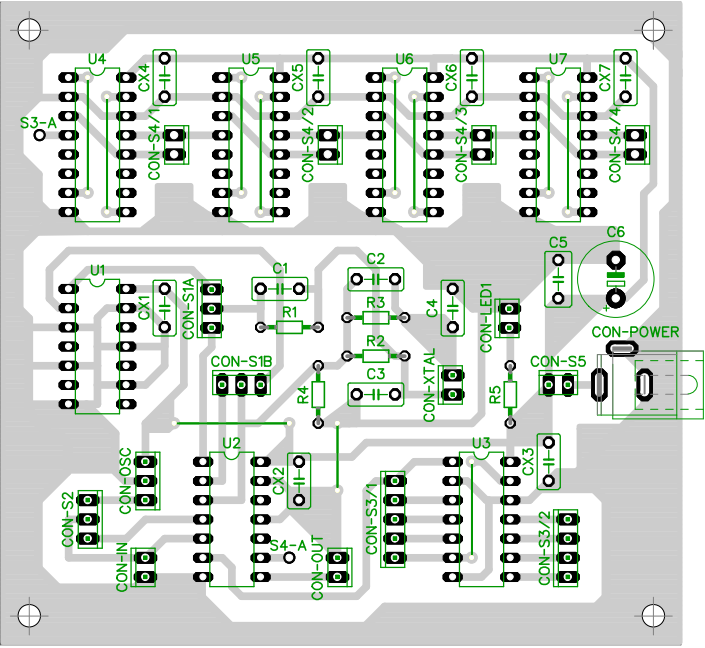 U4
CX4
U5
CX5
U6
CX6
U7
CX7
S3-A
CON-S4/1
CON-S4/2
CON-S4/3
CON-S4/4
C6
C5
+
U1
CX1
CON-S1A
C1
R1
C2
R3
R2
C3
C4
CON-LED1
CON-POWER
CON-S1B
R4
CON-XTAL
R5
CON-S5
U2
CX2
U3
CX3
CON-OSC
CON-S2
CON-IN
S4-A
CON-OUT
CON-S3/1
CON-S3/2